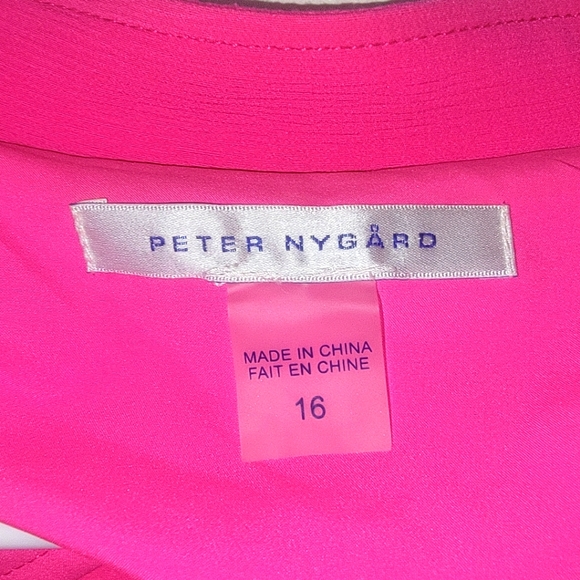 PETER NYGÅRD
MADE IN CHINA
FAIT EN CHINE
16